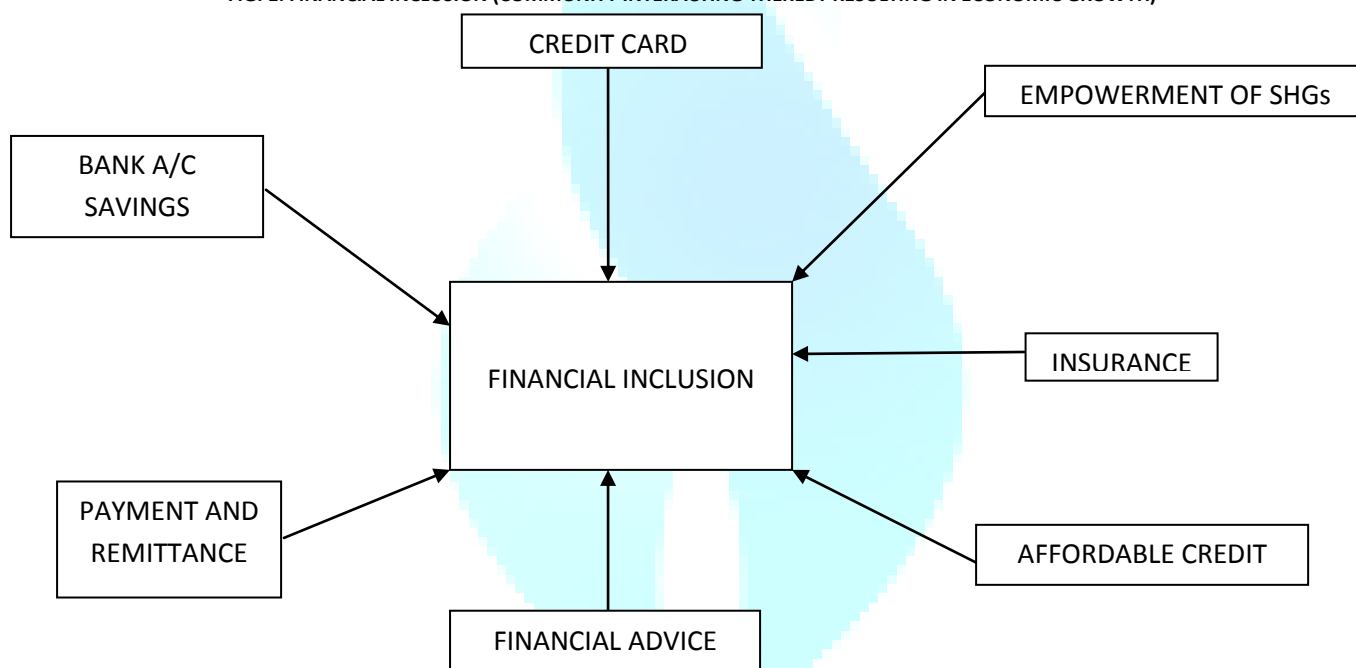 CREDIT CARD
EMPOWERMENT OF SHGs
BANK A/C
SAVINGS
FINANCIAL INCLUSION
INSURANCE
PAYMENT AND
REMITTANCE
AFFORDABLE CREDIT
FINANCIAL ADVICE